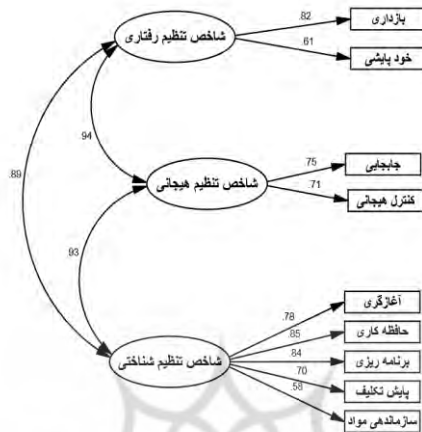 شاخص تنظیم رفتاری
.82
بازداری
.61
خود پایشی
.94
.89
شاخص تنظیم هیجانی
.75
جابجایی
.71
کنترل هیجانی
.93
شاخص تنظیم شناختی
.78
آغازگری
.85
حافظه کاری
.84
برنامه ریزی
.70
پایش تکلیف
.58
سازماندهی مواد